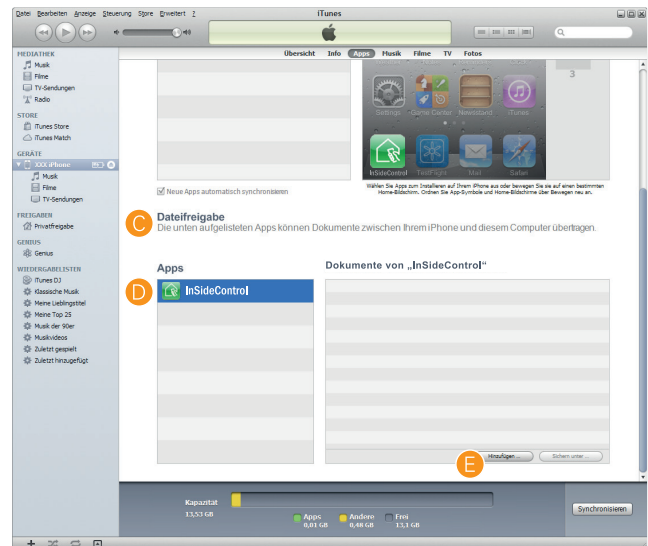 Datei Bearbeiten Anzeige Steuerung Store Erweitert ?
iTunes
Übersicht Info Apps Musik Filme TV Fotos
MEDIATHEK
Musik
Filme
TV-Sendungen
Radio
STORE
iTunes Store
iTunes Match
GERÄTE
XXX iPhone
Musik
Filme
TV-Sendungen
FREIGABEN
Privatfreigabe
GENIUS
Genius
WIEDERGABELISTEN
iTunes DJ
Klassische Musik
Meine Lieblingstitel
Meine Top 25
Musik der 90er
Musikvideos
Zuletzt gespielt
Zuletzt hinzugefügt
3
Settings Game Center Newsstand iTunes
InSideControl TestFlight Mail Safari
Neue Apps automatisch synchronisieren
Wählen Sie Apps zum Installieren auf Ihrem iPhone aus oder bewegen Sie sie auf einen bestimmten
Home-Bildschirm. Ordnen Sie App-Symbole und Home-Bildschirme über Bewegen neu an.
C Dateifreigabe
Die unten aufgelisteten Apps können Dokumente zwischen Ihrem iPhone und diesem Computer übertragen.
Apps
Dokumente von „InSideControl“
D InSideControl
E
Hinzufügen ... Sichern unter ...
Kapazität
13,53 GB
Apps
0,01 GB
Andere
0,48 GB
Frei
13,1 GB
Synchronisieren